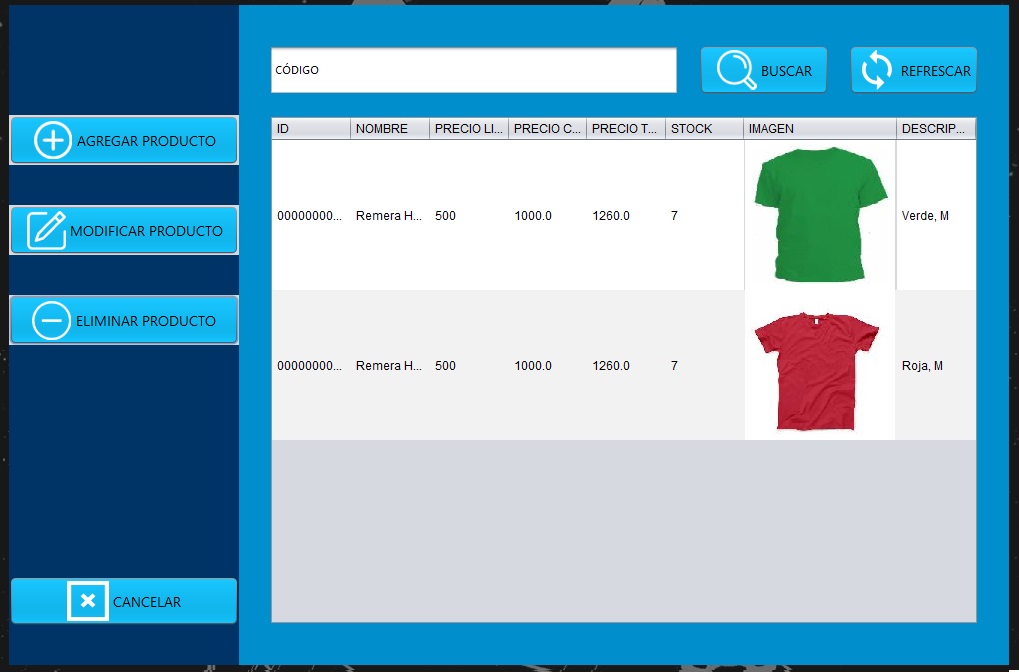 CÓDIGO
BUSCAR
REFRESCAR
AGREGAR PRODUCTO
MODIFICAR PRODUCTO
ELIMINAR PRODUCTO
CANCELAR
ID NOMBRE PRECIO LI... PRECIO C... PRECIO T... STOCK IMAGEN DESCRIP...
00000000... Remera H... 500 1000.0 1260.0 7 Verde, M
00000000... Remera H... 500 1000.0 1260.0 7 Roja, M